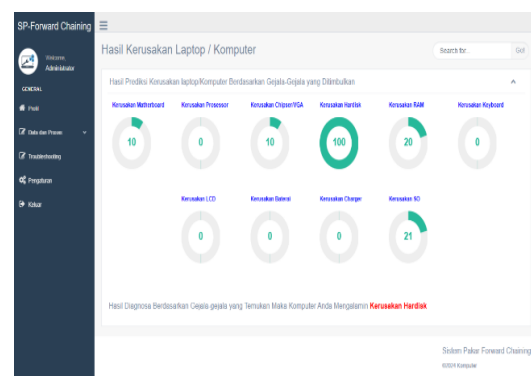 SP-Forward Chaining
Welcome,
Administrator
GENERAL
Profil
Data dan Proses
Troubleshooting
Pengaturan
Keluar
Hasil Kerusakan Laptop / Komputer
Search for...
Go!
Hasil Prediksi Kerusakan laptop/Komputer Berdasarkan Gejala-Gejala yang Ditimbulkan
Kerusakan Matherboard
Kerusakan Prosessor
Kerusakan Chipser/VGA
Kerusakan Hardisk
Kerusakan RAM
Kerusakan Keyboard
10
0
10
100
20
0
Kerusakan LCD
Kerusakan Baterai
Kerusakan Charger
Kerusakan SO
0
0
0
21
Hasil Diagnosa Berdasarkan Gejala gejala yang Temukan Maka Komputer Anda Mengalamin Kerusakan Hardisk
Sistem Pakar Forward Chaining
©2024 Komputer